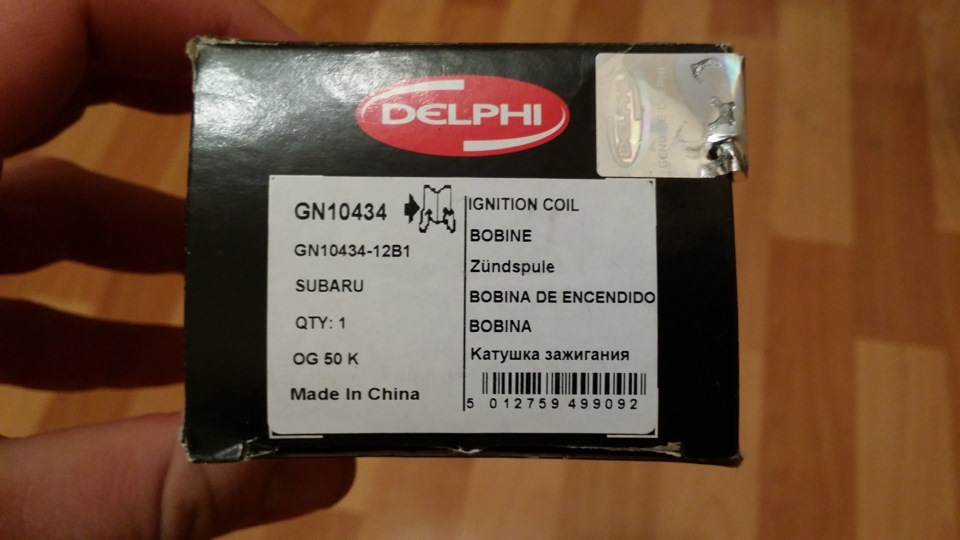 DELPHI
DELPHI
GN10434
GN10434-12B1
SUBARU
QTY: 1
OG 50 K
Made In China
IGNITION COIL
BOBINE
Zündspule
BOBINA DE ENCENDIDO
BOBINA
Катушка зажигания
5 012759 499092